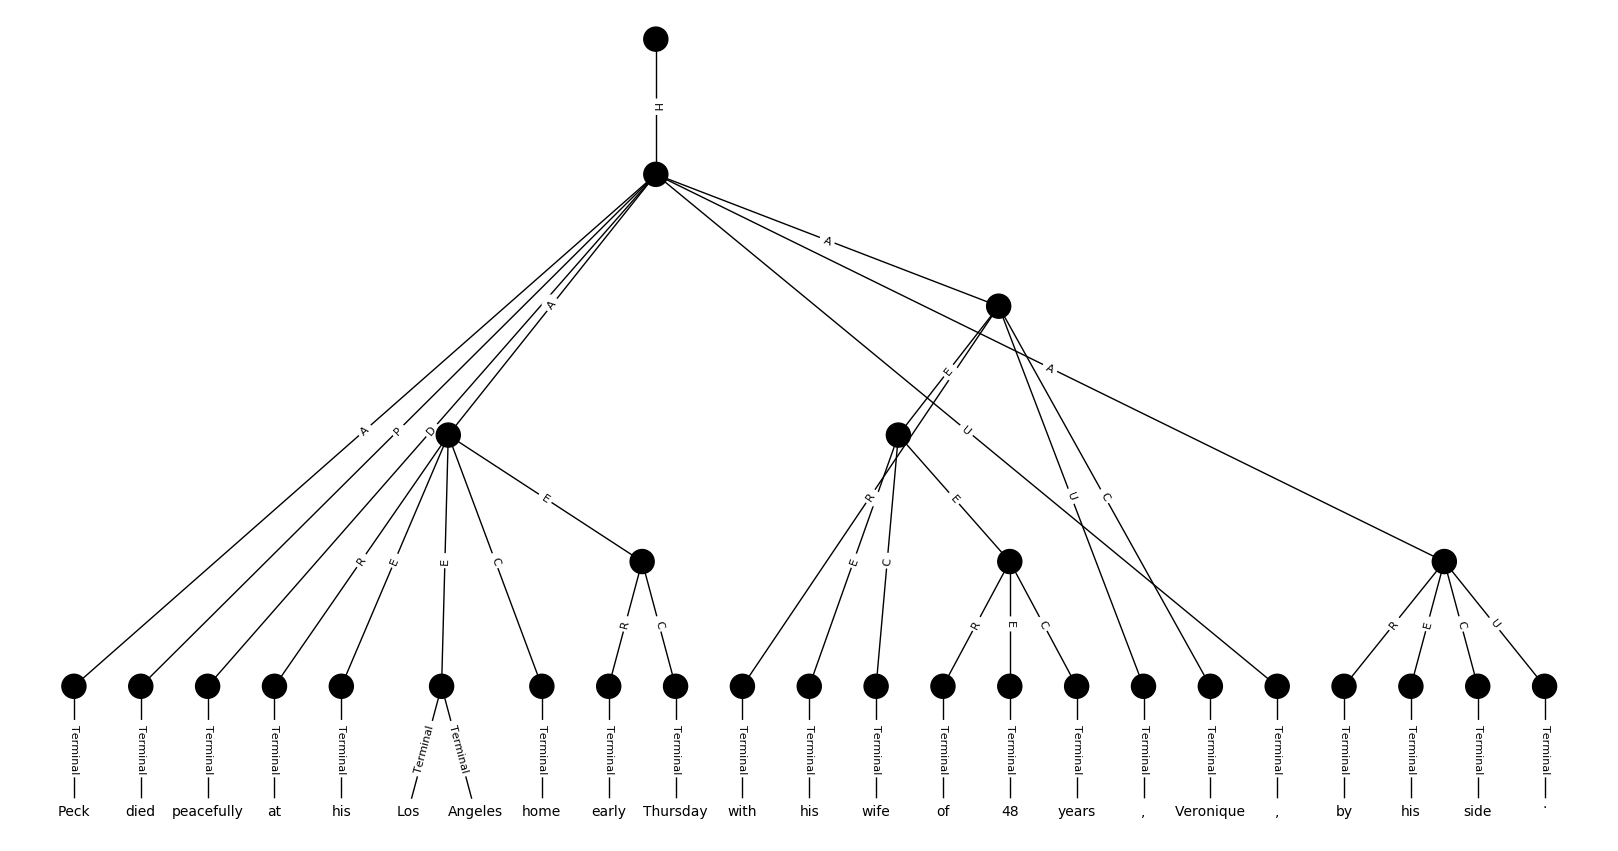 H
A
A
A
E
A
P
D
U
E
R
U
C
R
E
E
C
E
C
R
C
R
E
C
R
E
C
U
Terminal Terminal Terminal Terminal Terminal Terminal Terminal Terminal Terminal Terminal Terminal Terminal Terminal Terminal Terminal Terminal Terminal Terminal Terminal Terminal Terminal Terminal Terminal
Peck died peacefully at his Los Angeles home early Thursday with his wife of 48 years , Veronique , by his side .